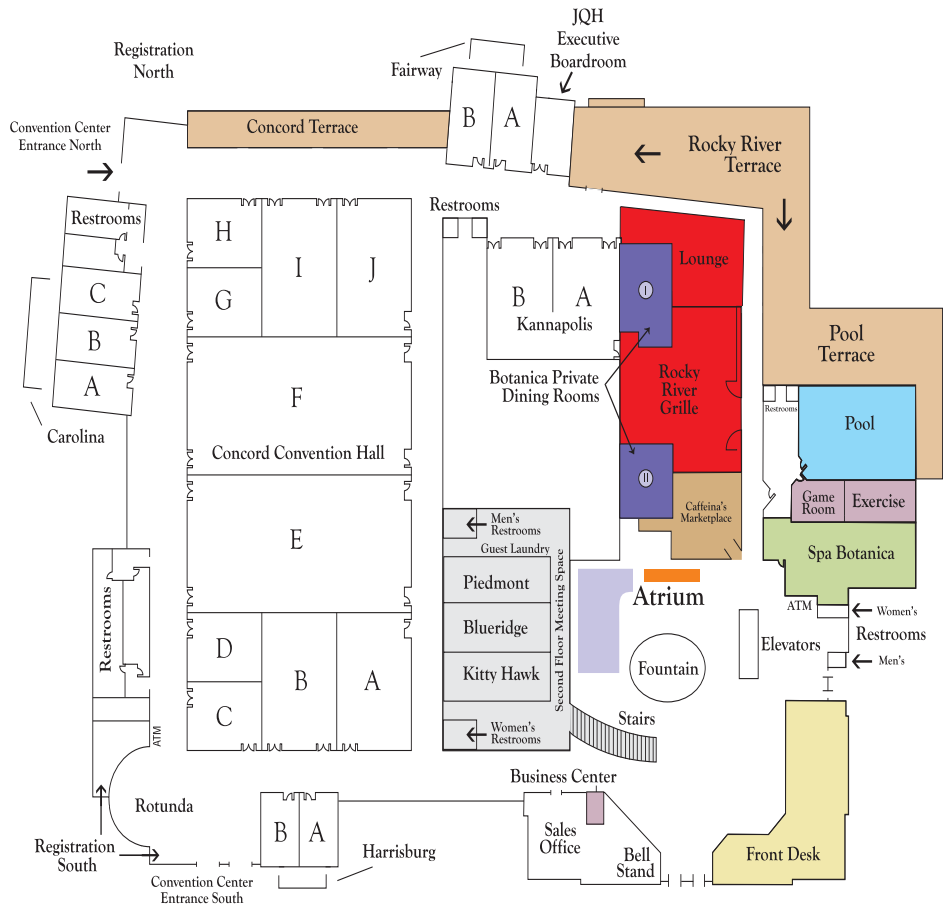 JQH
Executive
Boardroom
Registration
North
Fairway
B
A
Convention Center
Entrance North
Concord Terrace
Rocky River
Terrace
Restrooms
Restrooms
H
I
J
G
Lounge
C
B
A
Carolina
B
A
Kannapolis
I
Pool
Terrace
Botanica Private
Dining Rooms
Rocky
River
Grille
F
Concord Convention Hall
Restrooms
Pool
II
Game
Room
Exercise
Caffeina's
Marketplace
Men's
Restrooms
Guest Laundry
E
Spa Botanica
Piedmont
Second Floor Meeting Space
Restrooms
Blueridge
Atrium
ATM
Women's
Restrooms
Men's
Elevators
D
B
A
Kitty Hawk
Fountain
C
Women's
Restrooms
Stairs
ATM
Business Center
Rotunda
B
A
Sales
Office
Registration
South
Harrisburg
Bell
Stand
Front Desk
Convention Center
Entrance South